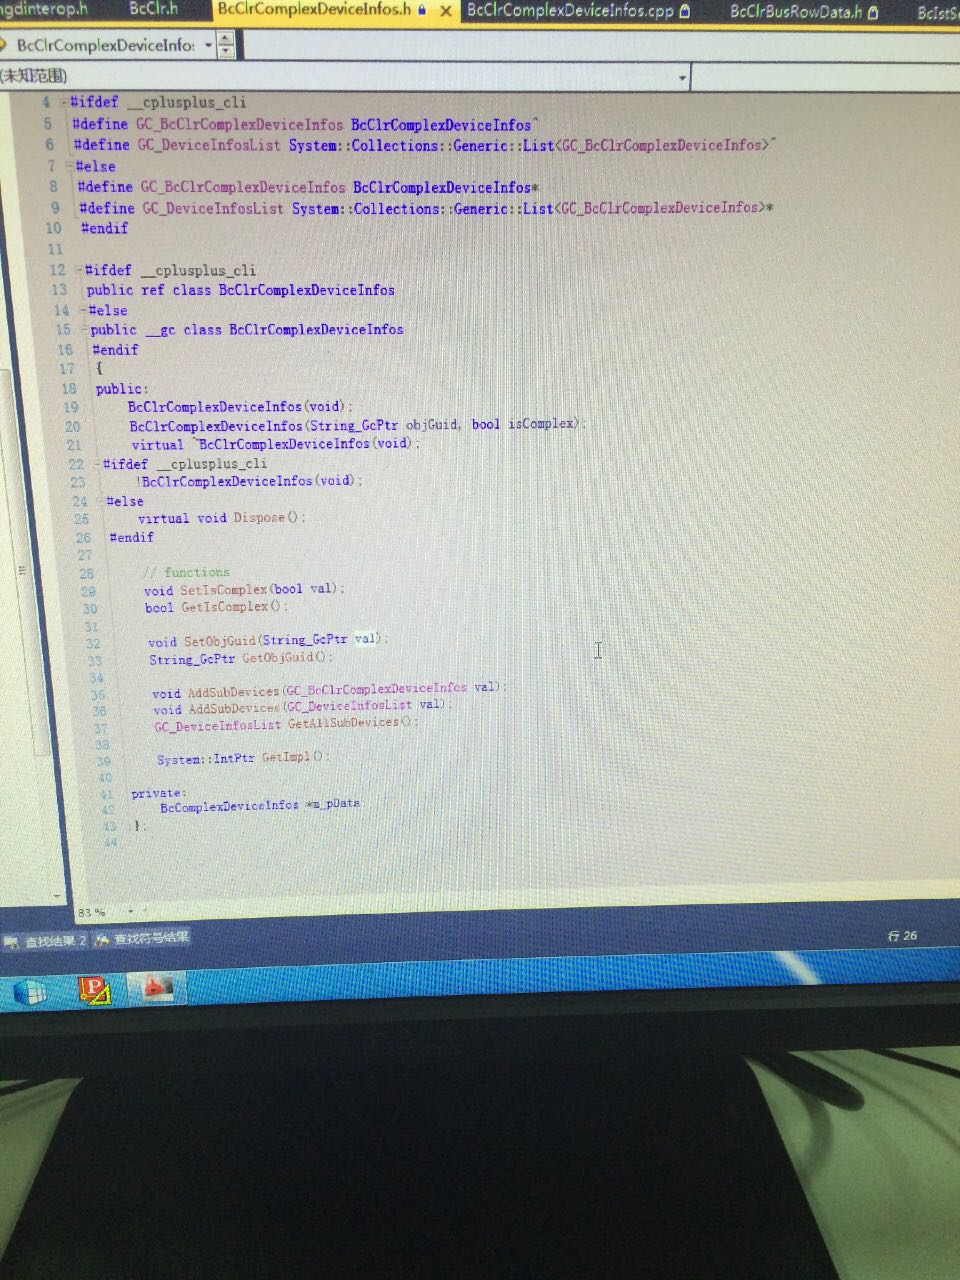 ngdinterop.h BcClr.h BcClrComplexDeviceInfos.h BcClrComplexDeviceInfos.cpp BcClrBusRowData.h
BcClrComplexDeviceInfo
(未知范围)
4 #ifdef __cplusplus_cli
5 #define GC_BcClrComplexDeviceInfos BcClrComplexDeviceInfos^
6 #define GC_DeviceInfosList System::Collections::Generic::List<GC_BcClrComplexDeviceInfos>^
7 #else
8 #define GC_BcClrComplexDeviceInfos BcClrComplexDeviceInfos*
9 #define GC_DeviceInfosList System::Collections::Generic::List<GC_BcClrComplexDeviceInfos>*
10 #endif
11
12 #ifdef __cplusplus_cli
13 public ref class BcClrComplexDeviceInfos
14 #else
15 public __gc class BcClrComplexDeviceInfos
16 #endif
17 {
18 public:
19 BcClrComplexDeviceInfos(void);
20 BcClrComplexDeviceInfos(String_GcPtr objGuid, bool isComplex);
21 virtual ~BcClrComplexDeviceInfos(void);
22 #ifdef __cplusplus_cli
23 !BcClrComplexDeviceInfos(void);
24 #else
25 virtual void Dispose();
26 #endif
27
28 // functions
29 void SetIsComplex(bool val);
30 bool GetIsComplex();
31
32 void SetObjGuid(String_GcPtr val);
33 String_GcPtr GetObjGuid();
34
35 void AddSubDevices(GC_BcClrComplexDeviceInfos val);
36 void AddSubDevices(GC_DeviceInfosList val);
37 GC_DeviceInfosList GetAllSubDevices();
38
39 System::IntPtr GetImpl();
40
41 private:
42 BcComplexDeviceInfos *m_pData;
43 };
44
83 %
查找结果 2 查找符号结果 行 26